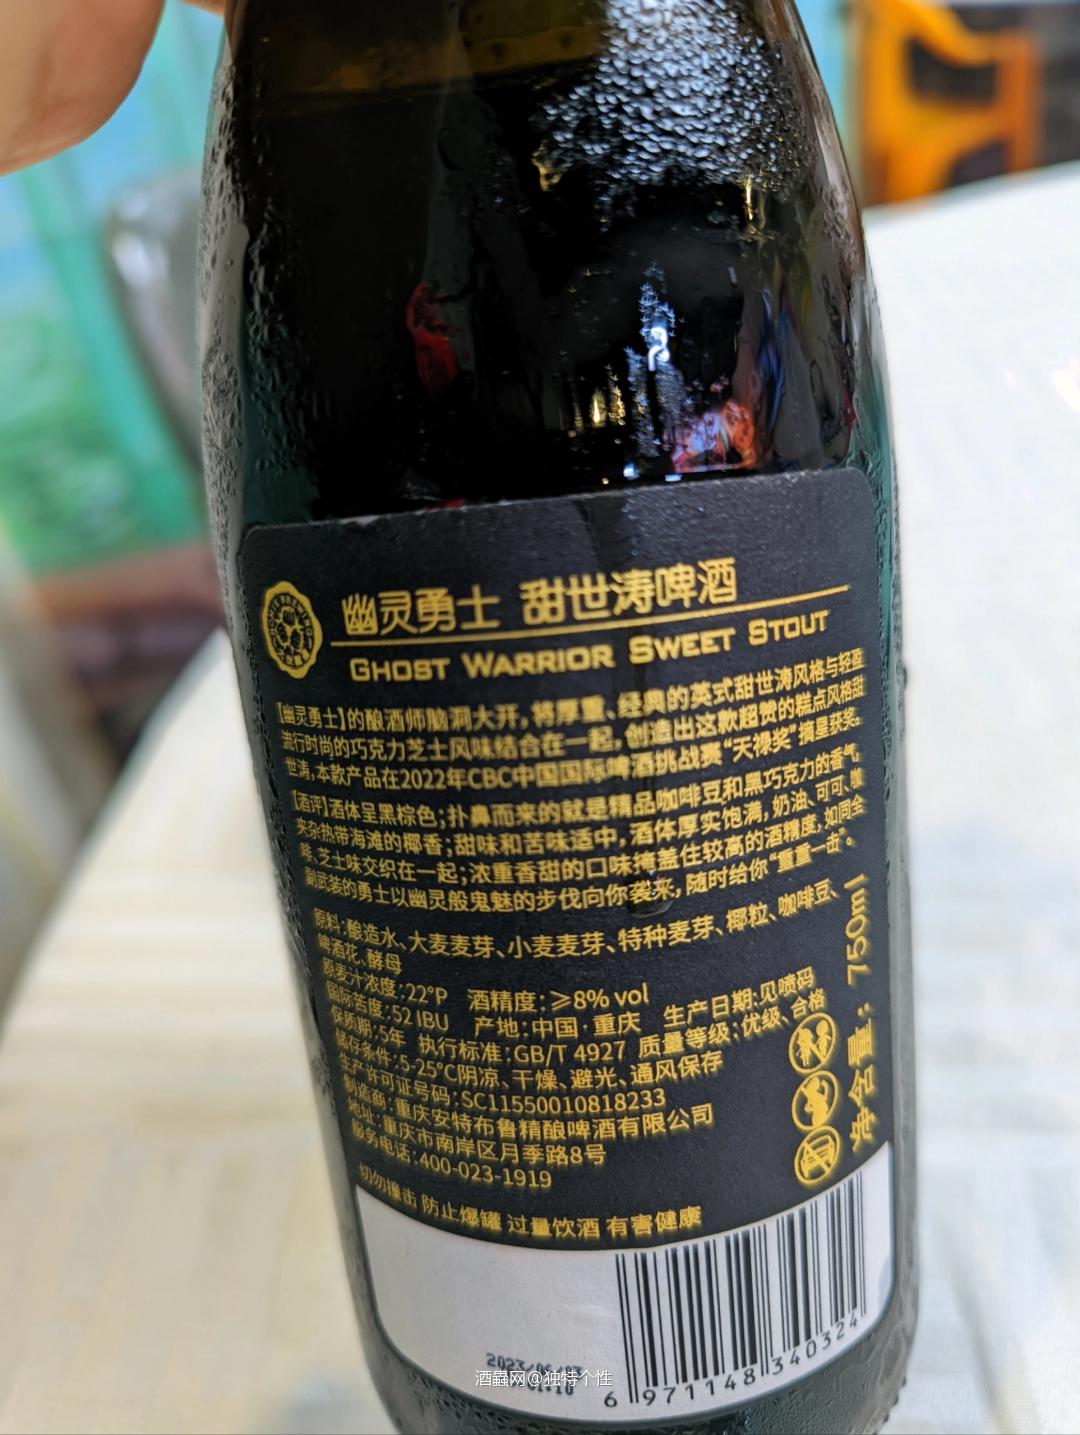 幽灵勇士 甜世涛啤酒
GHOST WARRIOR SWEET STOUT
【幽灵勇士】的酿酒师脑洞大开，将厚重、经典的英式甜世涛风格与轻盈
流行时尚的巧克力芝士风味结合在一起，创造出这款超赞的糕点风格甜
世涛，本款产品在2022年CBC中国国际啤酒挑战赛“天禄奖”摘星获奖。
【酒评】酒体呈黑棕色；扑鼻而来的就是精品咖啡豆和黑巧克力的香气，
夹杂热带海滩的椰香；甜味和苦味适中，酒体厚实饱满，奶油、可可、咖
啡、芝士味交织在一起；浓重香甜的口味掩盖住较高的酒精度，如同全
副武装的勇士以幽灵般鬼魅的步伐向你袭来，随时给你“重重一击”。
原料：酿造水、大麦麦芽、小麦麦芽、特种麦芽、椰粒、咖啡豆、
啤酒花、酵母
原麦汁浓度：22°P 酒精度：≥8% vol
国际苦度：52 IBU 产地：中国·重庆 生产日期：见喷码
保质期：5年 执行标准：GB/T 4927 质量等级：优级、合格
储存条件：5-25°C阴凉、干燥、避光、通风保存
生产许可证号码：SC11550010818233
制造商：重庆安特布鲁精酿啤酒有限公司
地址：重庆市南岸区月季路8号
服务电话：400-023-1919
切勿撞击 防止爆罐 过量饮酒 有害健康
净含量：750ml
2023/06/03
酒蟲网@独特个性
6 971148 340324